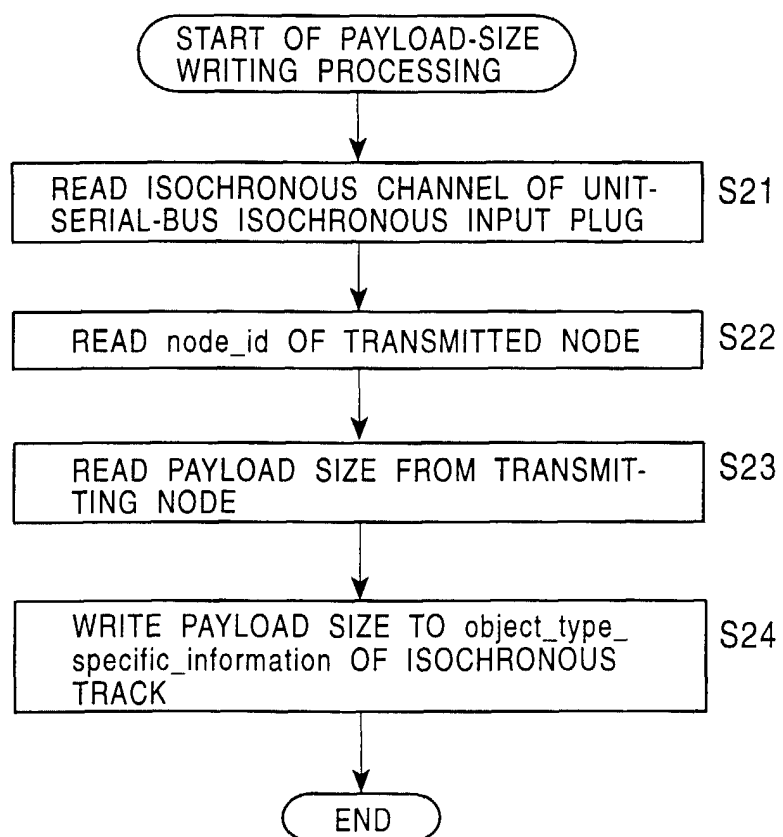 START OF PAYLOAD-SIZE
WRITING PROCESSING
READ ISOCHRONOUS CHANNEL OF UNIT-
SERIAL-BUS ISOCHRONOUS INPUT PLUG
S21
READ node_id OF TRANSMITTED NODE
S22
READ PAYLOAD SIZE FROM TRANSMIT-
TING NODE
S23
WRITE PAYLOAD SIZE TO object_type_
specific_information OF ISOCHRONOUS
TRACK
S24
END